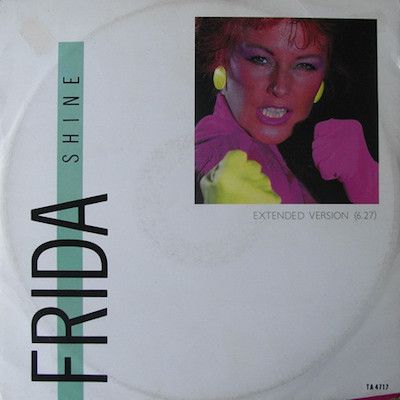 FRIDA
SHINE
EXTENDED VERSION (6.27)
TA 4717